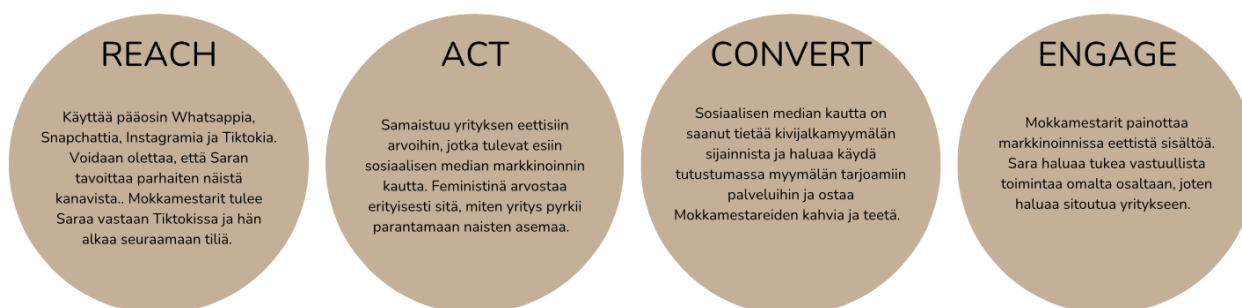 REACH
Käyttää pääosin Whatsappia,
Snapchattia, Instagramia ja Tiktokia.
Voidaan olettaa, että Saran
tavoittaa parhaiten näistä
kanavista.. Mokkamestarit tulee
Saraa vastaan Tiktokissa ja hän
alkaa seuraamaan tiliä.
ACT
Samaistuu yrityksen eettisiin
arvoihin, jotka tulevat esiin
sosiaalisen median markkinoinnin
kautta. Feministinä arvostaa
erityisesti sitä, miten yritys pyrkii
parantamaan naisten asemaa.
CONVERT
Sosiaalisen median kautta on
saanut tietää kivijalkamyymälän
sijainnista ja haluaa käydä
tutustumassa myymälän tarjoamiin
palveluihin ja ostaa
Mokkamestareiden kahvia ja teetä.
ENGAGE
Mokkamestarit painottaa
markkinoinnissa eettistä sisältöä.
Sara haluaa tukea vastuullista
toimintaa omalta osaltaan, joten
haluaa sitoutua yritykseen.